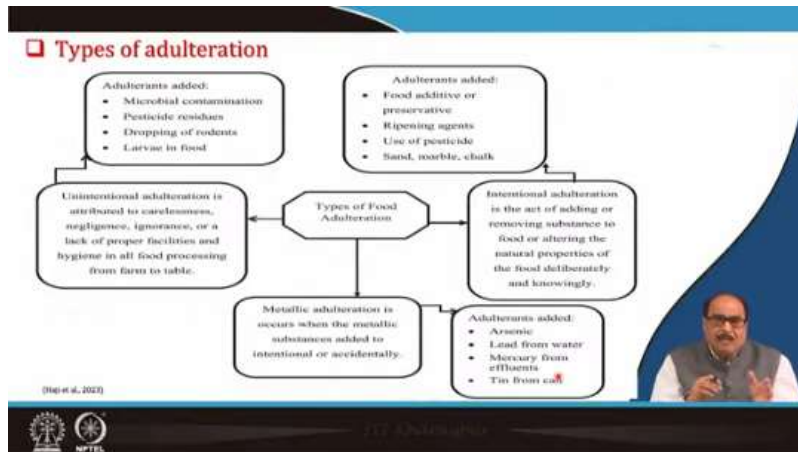 Types of adulteration
Adulterants added:
• Microbial contamination
• Pesticide residues
• Dropping of rodents
• Larvae in food
Adulterants added:
• Food additive or
preservative
• Ripening agents
• Use of pesticide
• Sand, marble, chalk
Unintentional adulteration is
attributed to carelessness,
negligence, ignorance, or a
lack of proper facilities and
hygiene in all food processing
from farm to table.
Types of Food
Adulteration
Intentional adulteration
is the act of adding or
removing substance to
food or altering the
natural properties of
the food deliberately
and knowingly.
Metallic adulteration is
occurs when the metallic
substances added to
intentional or accidentally.
Adulterants added:
• Arsenic
• Lead from water
• Mercury from
effluents
• Tin from can
(Haji et al., 2023)
NPTEL